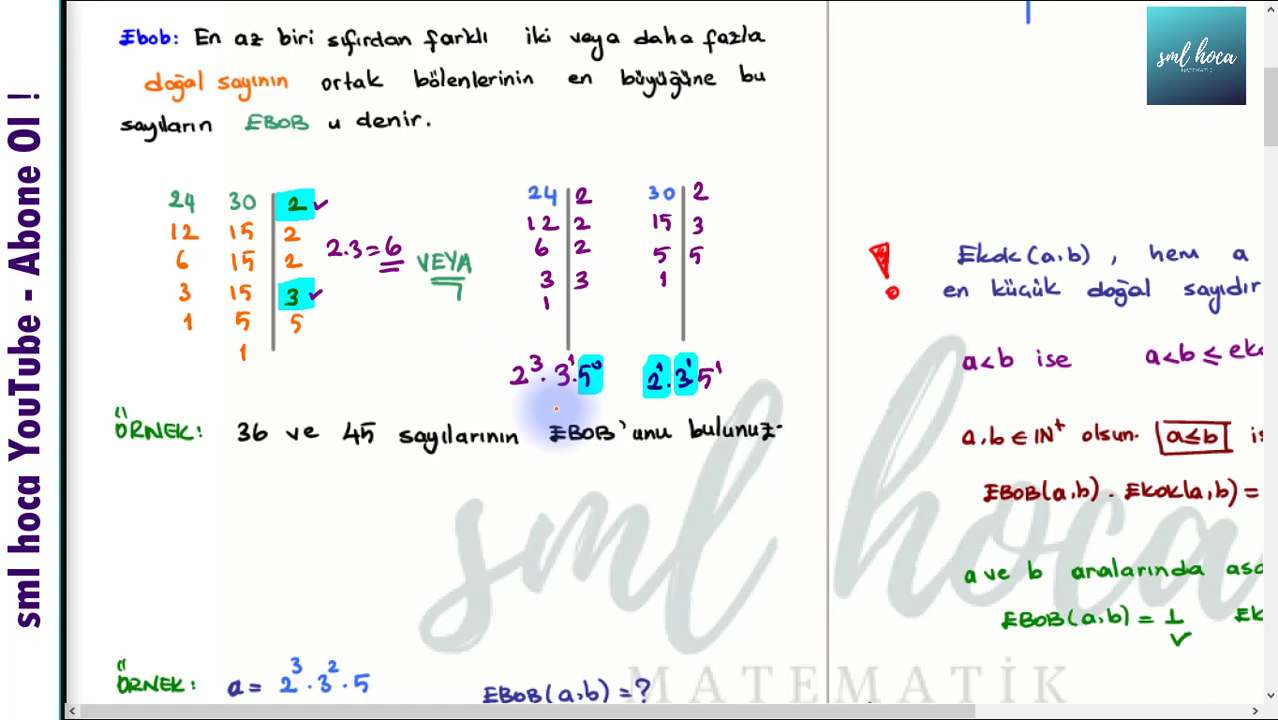 sml hoca YouTube - Abone Ol !
Ebob: En az biri sıfırdan farklı iki veya daha fazla
doğal sayının ortak bölenlerinin en büyüğüne bu
sayıların EBOB u denir.
24 30 | 2 ✓
12 15 | 2
6 15 | 2
3 15 | 3 ✓
1 5 | 5
1
2.3=6
VEYA
24 | 2
12 | 2
6 | 2
3 | 3
1
2³.3¹.5⁰
30 | 2
15 | 3
5 | 5
1
2¹.3¹5¹
ÖRNEK: 36 ve 45 sayılarının EBOB'unu bulunuz.
ÖRNEK: a= 2³.3².5 EBOB(a,b)=?
sml hoca
MATEMATİK
! Ekok(a,b), hem a
en küçük doğal sayıdır
a<b ise a<b≤ek
a,b∈IN⁺ olsun. a≤b
EBOB(a,b).Ekok(a,b)=
a ve b aralarında as
EBOB(a,b)=1 ✓ Ek
sml hoca
MATEMATİK